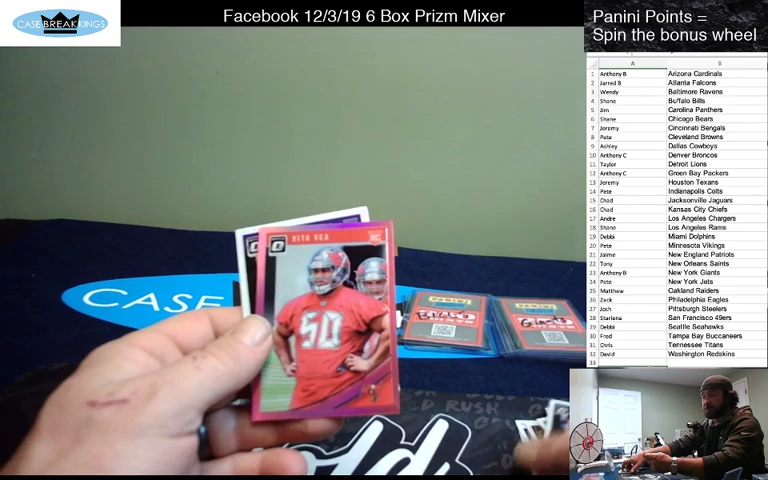 CASE BREAK KINGS
Facebook 12/3/19 6 Box Prizm Mixer
Panini Points =
Spin the bonus wheel
A B
1 Anthony B Arizona Cardinals
2 Jarred B Atlanta Falcons
3 Wendy Baltimore Ravens
4 Shane Buffalo Bills
5 Jim Carolina Panthers
6 Shane Chicago Bears
7 Jeremy Cincinnati Bengals
8 Pete Cleveland Browns
9 Ashley Dallas Cowboys
10 Anthony C Denver Broncos
11 Taylor Detroit Lions
12 Anthony C Green Bay Packers
13 Jeremy Houston Texans
14 Pete Indianapolis Colts
15 Chad Jacksonville Jaguars
16 Chad Kansas City Chiefs
17 Andre Los Angeles Chargers
18 Shane Los Angeles Rams
19 Debbi Miami Dolphins
20 Pete Minnesota Vikings
21 Jaime New England Patriots
22 Tony New Orleans Saints
23 Anthony B New York Giants
24 Pete New York Jets
25 Matthew Oakland Raiders
26 Zack Philadelphia Eagles
27 Josh Pittsburgh Steelers
28 Starlena San Francisco 49ers
29 Debbi Seattle Seahawks
30 Fred Tampa Bay Buccaneers
31 Chris Tennessee Titans
32 David Washington Redskins
33
VITA VEA
RC
50
CASE
PANINI
PANINI
D RUSH